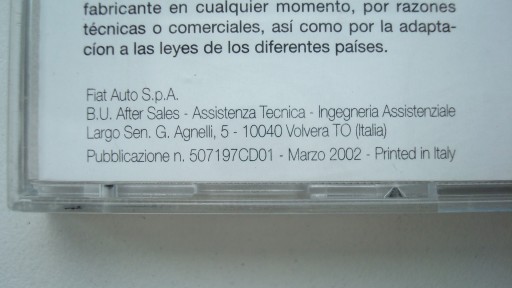 fabricante en cualquier momento, por razones
técnicas o comerciales, así como por la adapta-
cíon a las leyes de los diferentes países.
Fiat Auto S.p.A.
B.U. After Sales - Assistenza Tecnica - Ingegneria Assistenziale
Largo Sen. G. Agnelli, 5 - 10040 Volvera TO (Italia)
Pubblicazione n. 507197CD01 - Marzo 2002 - Printed in Italy